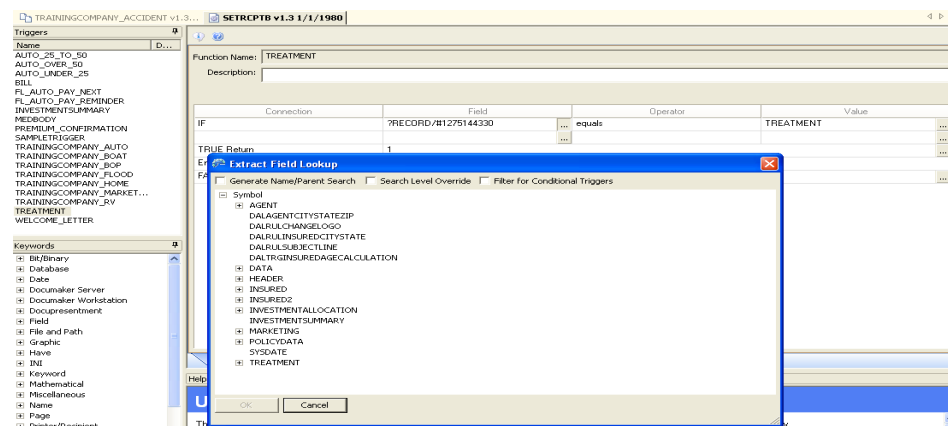 TRAININGCOMPANY_ACCIDENT v1.3... SETRCPTB v1.3 1/1/1980
Triggers
Name D...
AUTO_25_TO_50
AUTO_OVER_50
AUTO_UNDER_25
BILL
FL_AUTO_PAY_NEXT
FL_AUTO_PAY_REMINDER
INVESTMENTSUMMARY
MEDBODY
PREMIUM_CONFIRMATION
SAMPLETRIGGER
TRAININGCOMPANY_AUTO
TRAININGCOMPANY_BOAT
TRAININGCOMPANY_BOP
TRAININGCOMPANY_FLOOD
TRAININGCOMPANY_HOME
TRAININGCOMPANY_MARKET...
TRAININGCOMPANY_RV
TREATMENT
WELCOME_LETTER
Keywords
Bit/Binary
Database
Date
Documaker Server
Documaker Workstation
Docupresentment
Field
File and Path
Graphic
Have
INI
Keyword
Mathematical
Miscellaneous
Name
Page
Printer/Recipient
Function Name: TREATMENT
Description:
Connection Field Operator Value
IF ?RECORD/#1275144330 ... equals TREATMENT ...
... ...
TRUE Return 1 ...
Er
FA ...
Extract Field Lookup
Generate Name/Parent Search Search Level Override Filter for Conditional Triggers
Symbol
AGENT
DALAGENTCITYSTATEZIP
DALRULCHANGELOGO
DALRULINSUREDCITYSTATE
DALRULSUBJECTLINE
DALTRGINSUREDAGECALCULATION
DATA
HEADER
INSURED
INSURED2
INVESTMENTALLOCATION
INVESTMENTSUMMARY
MARKETING
POLICYDATA
SYSDATE
TREATMENT
OK Cancel
Help
U
Th